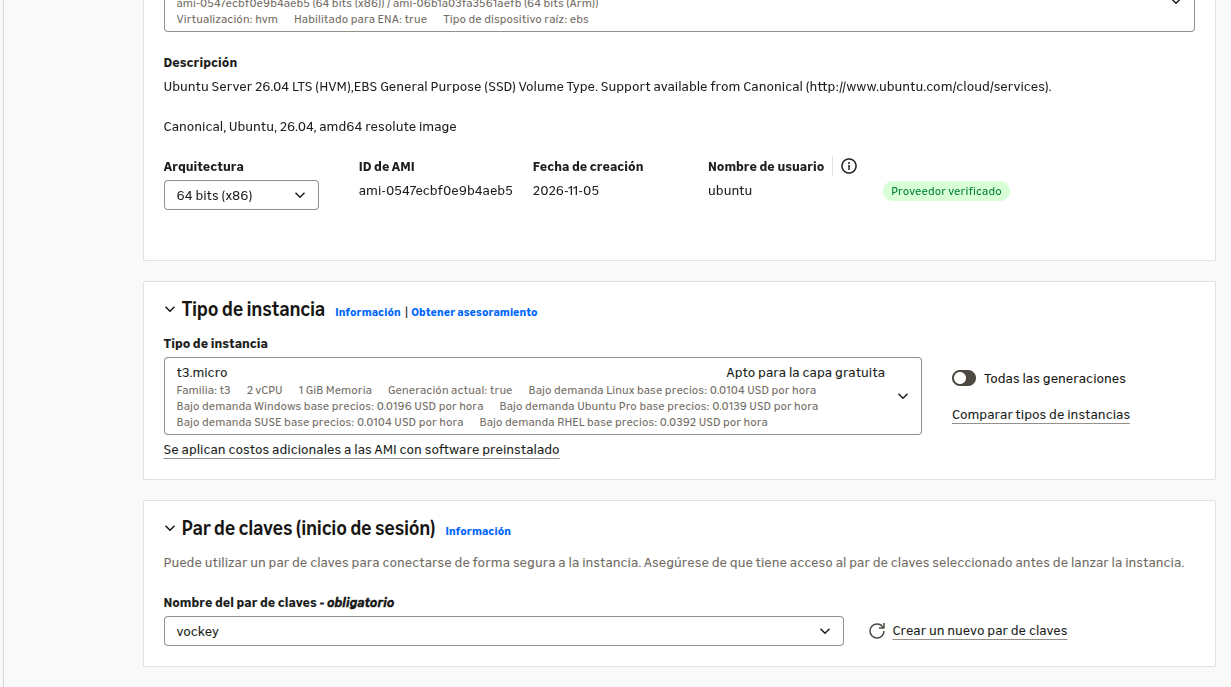 ami-0547ecbf0e9b4aeb5 (64 bits (x86)) / ami-06b1a03fa3561aefb (64 bits (Arm))
Virtualización: hvm Habilitado para ENA: true Tipo de dispositivo raíz: ebs
Descripción
Ubuntu Server 26.04 LTS (HVM),EBS General Purpose (SSD) Volume Type. Support available from Canonical (http://www.ubuntu.com/cloud/services).
Canonical, Ubuntu, 26.04, amd64 resolute image
Arquitectura ID de AMI Fecha de creación Nombre de usuario
64 bits (x86) ami-0547ecbf0e9b4aeb5 2026-11-05 ubuntu Proveedor verificado
Tipo de instancia Información | Obtener asesoramiento
Tipo de instancia
t3.micro Apto para la capa gratuita
Familia: t3 2 vCPU 1 GiB Memoria Generación actual: true Bajo demanda Linux base precios: 0.0104 USD por hora
Bajo demanda Windows base precios: 0.0196 USD por hora Bajo demanda Ubuntu Pro base precios: 0.0139 USD por hora
Bajo demanda SUSE base precios: 0.0104 USD por hora Bajo demanda RHEL base precios: 0.0392 USD por hora
Todas las generaciones
Comparar tipos de instancias
Se aplican costos adicionales a las AMI con software preinstalado
Par de claves (inicio de sesión) Información
Puede utilizar un par de claves para conectarse de forma segura a la instancia. Asegúrese de que tiene acceso al par de claves seleccionado antes de lanzar la instancia.
Nombre del par de claves - obligatorio
vockey Crear un nuevo par de claves